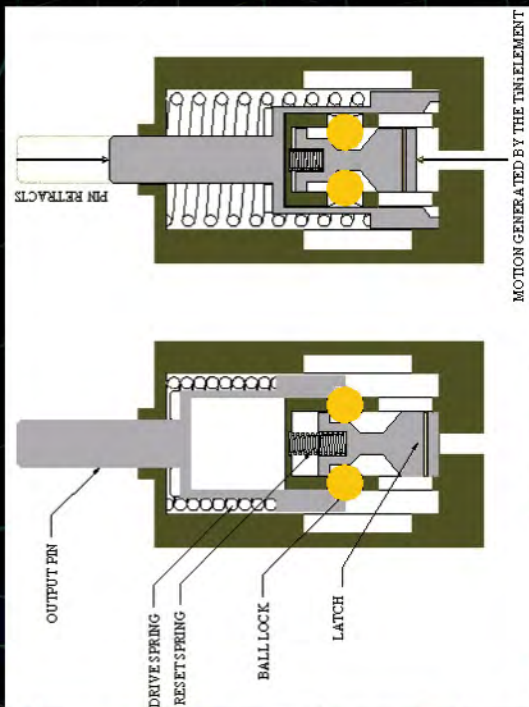 PIN RETRACTS
MOTION GENERATED BY THE TiNi ELEMENT
OUTPUT PIN
DRIVE SPRING
RESET SPRING
BALL LOCK
LATCH